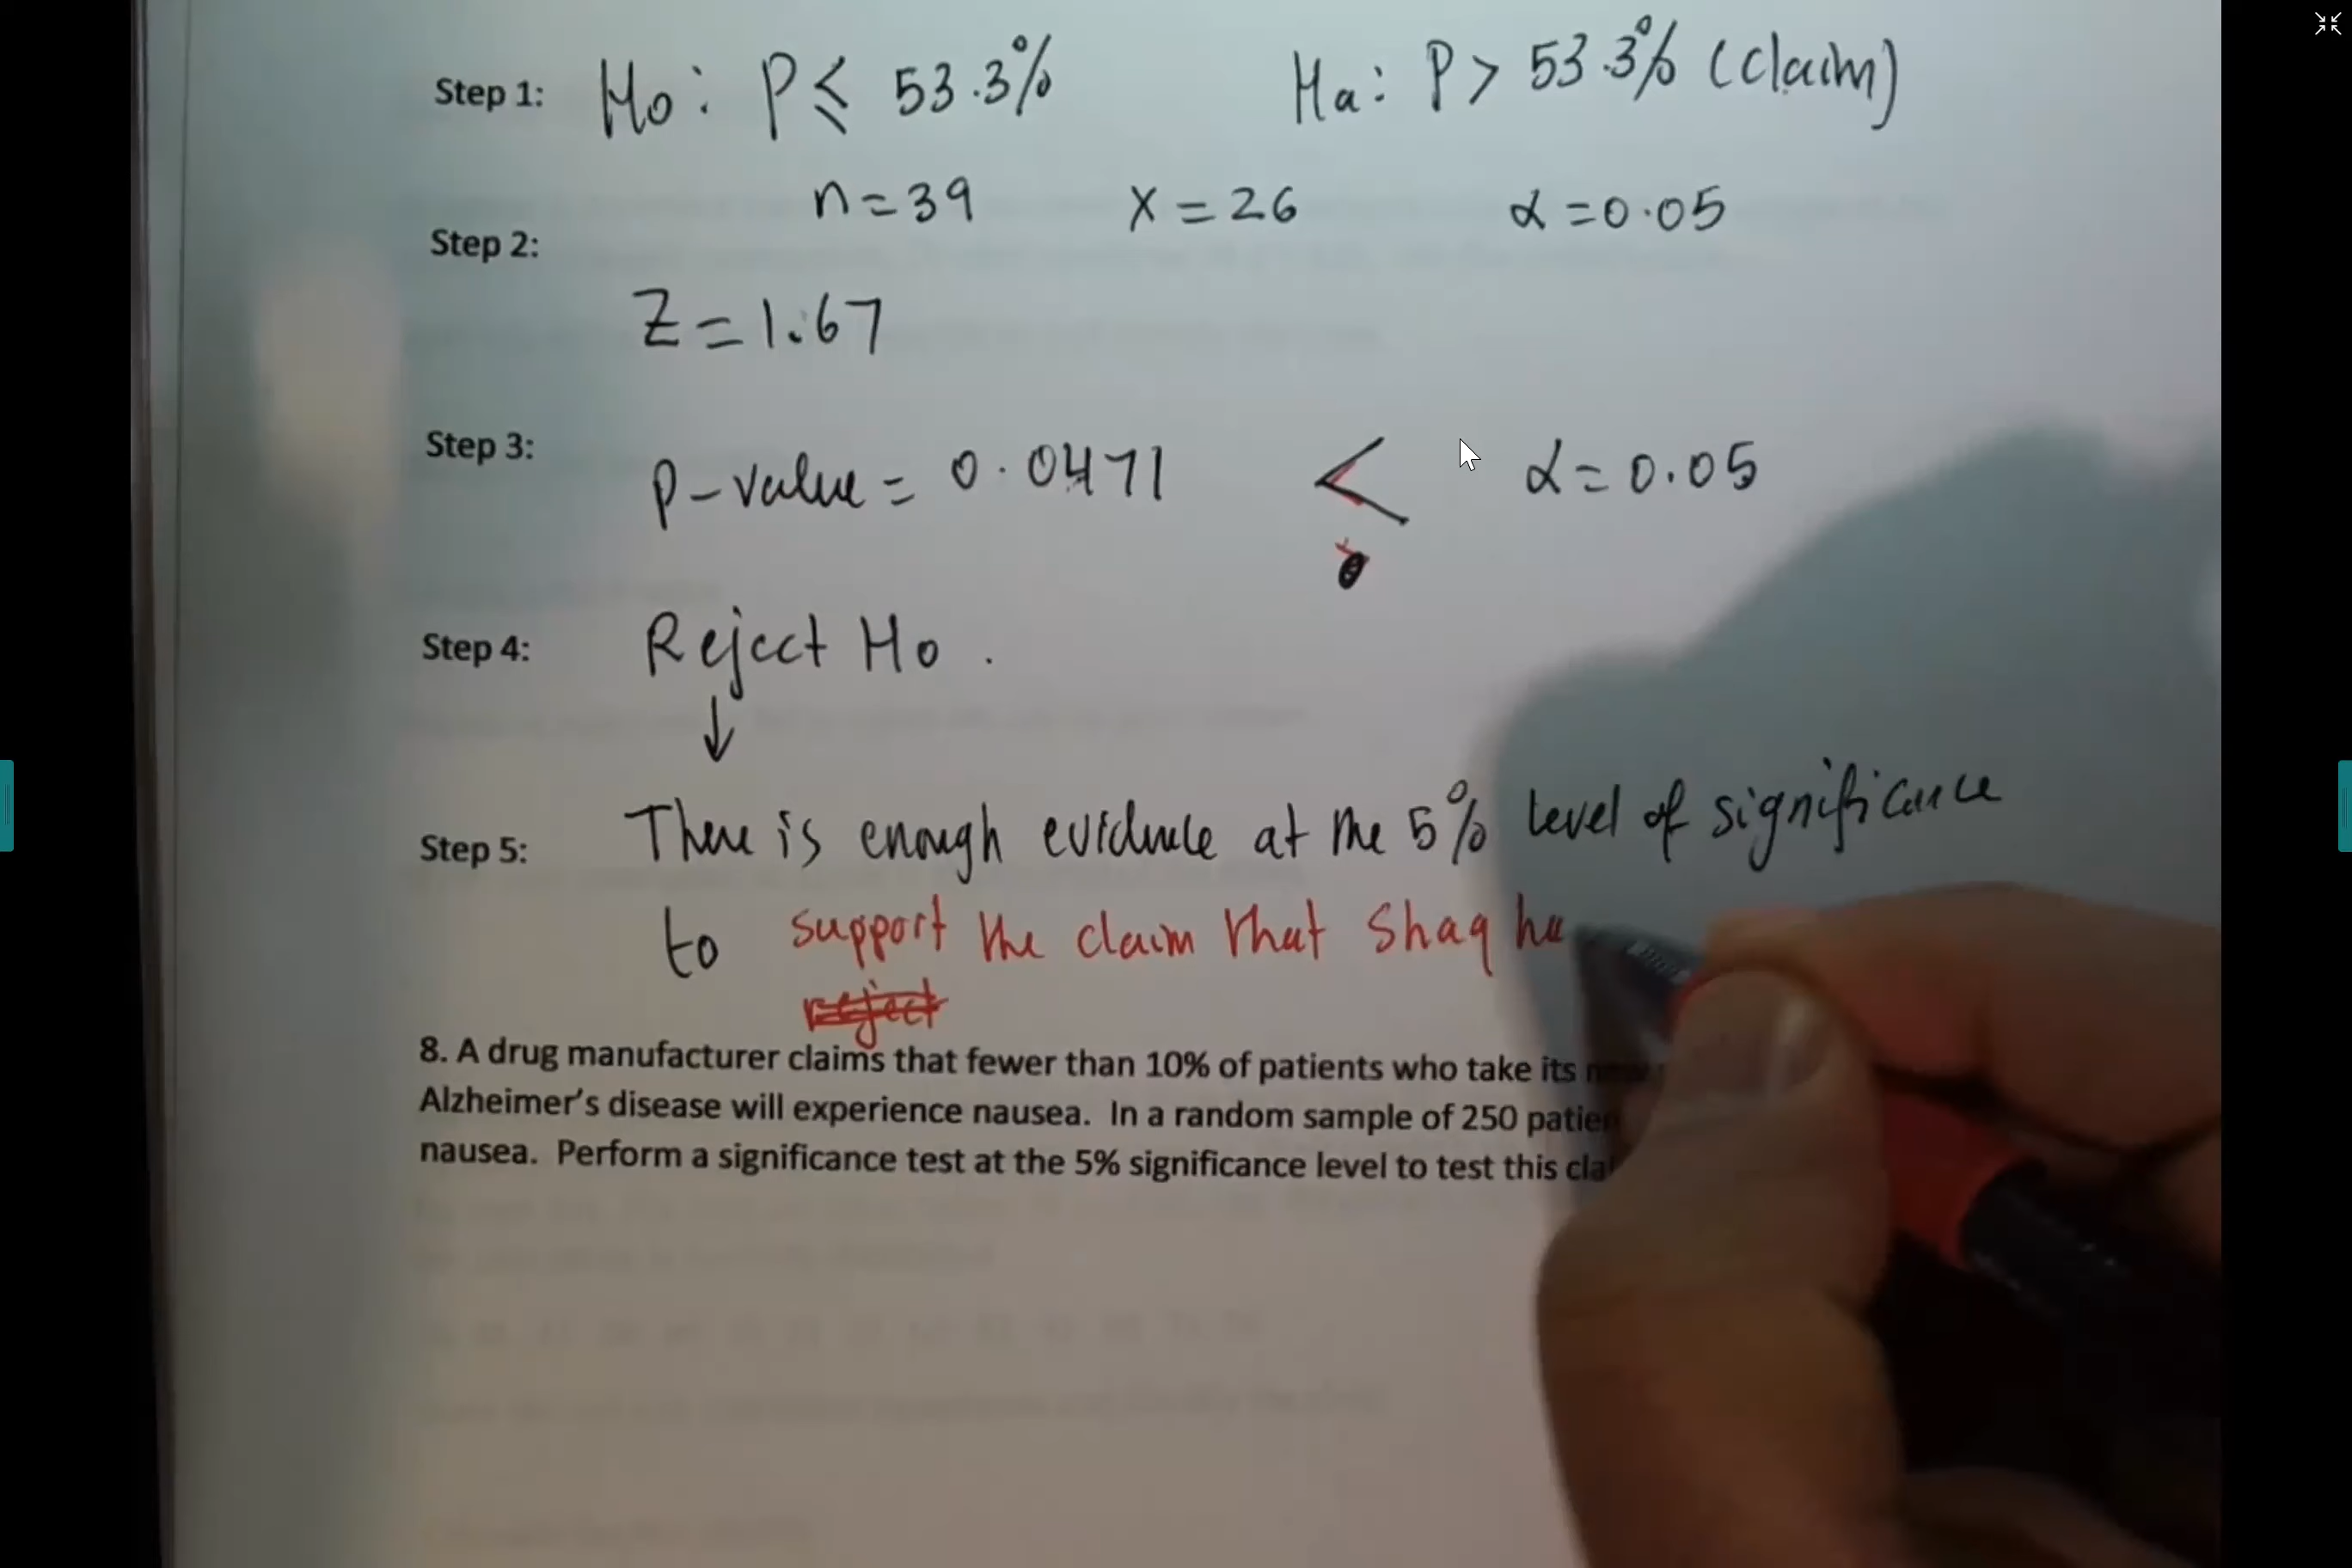 Step 1: Ho: P ≤ 53.3% Ha: P > 53.3% (claim)
n=39 x=26 α=0.05
Step 2:
Z=1.67
Step 3: P-value = 0.0471 < α=0.05
Step 4: Reject Ho.
↓
Step 5: There is enough evidence at the 5% level of significance
to support the claim that Shaq ha
reject
8. A drug manufacturer claims that fewer than 10% of patients who take its new
Alzheimer's disease will experience nausea. In a random sample of 250 patien
nausea. Perform a significance test at the 5% significance level to test this cla